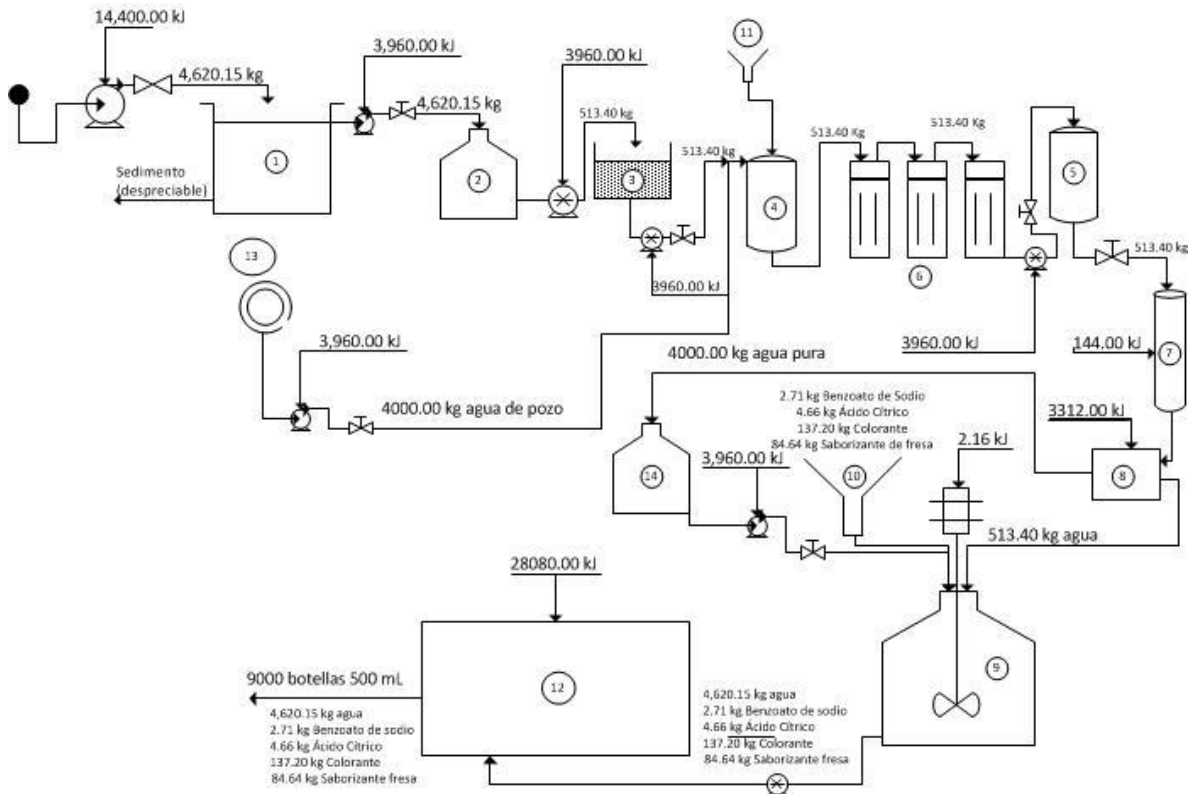 14,400.00 kJ
3,960.00 kJ
3960.00 kJ
11
4,620.15 kg
4,620.15 kg
513.40 kg
513.40 kg
513.40 Kg
513.40 Kg
1
2
3
4
5
6
Sedimento
(despreciable)
13
3960.00 kJ
513.40 kg
3,960.00 kJ
3960.00 kJ
144.00 kJ
7
4000.00 kg agua pura
4000.00 kg agua de pozo
2.71 kg Benzoato de Sodio
4.66 kg Ácido Cítrico
137.20 kg Colorante
84.64 kg Saborizante de fresa
3312.00 kJ
2.16 kJ
3,960.00 kJ
14
10
8
513.40 kg agua
28080.00 kJ
9
12
9000 botellas 500 mL
4,620.15 kg agua
2.71 kg Benzoato de sodio
4.66 kg Ácido Cítrico
137.20 kg Colorante
84.64 kg Saborizante fresa
4,620.15 kg agua
2.71 kg Benzoato de sodio
4.66 kg Ácido Cítrico
137.20 kg Colorante
84.64 kg Saborizante fresa